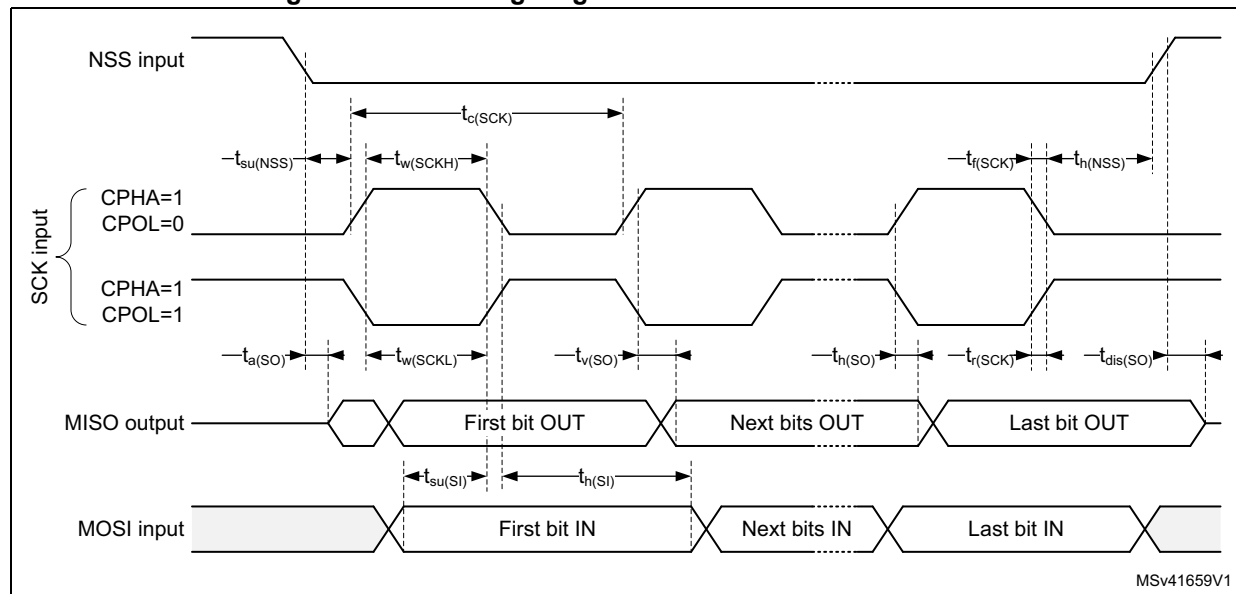 NSS input
tc(SCK)
tsu(NSS)
tw(SCKH)
tf(SCK)
th(NSS)
SCK input
CPHA=1
CPOL=0
CPHA=1
CPOL=1
ta(SO)
tw(SCKL)
tv(SO)
th(SO)
tr(SCK)
tdis(SO)
MISO output
First bit OUT
Next bits OUT
Last bit OUT
tsu(SI)
th(SI)
MOSI input
First bit IN
Next bits IN
Last bit IN
MSv41659V1